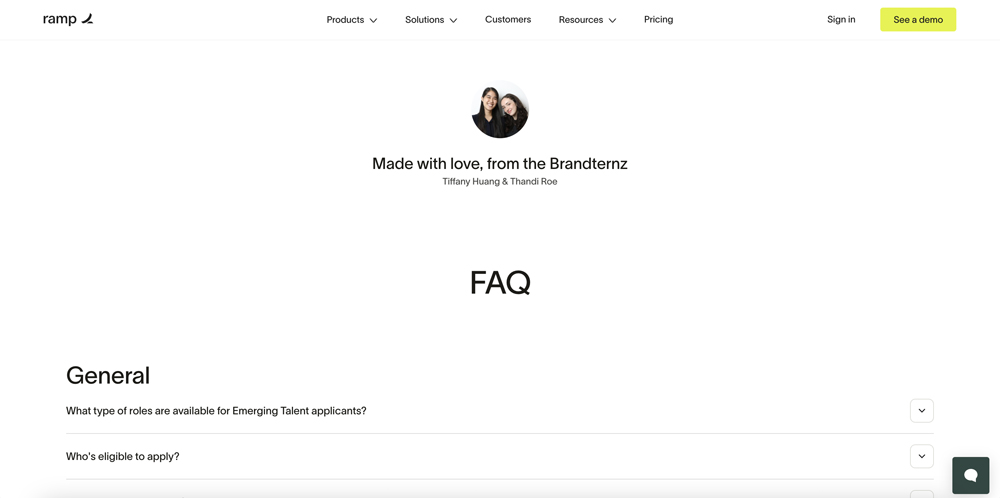 ramp
Products
Solutions
Customers
Resources
Pricing
Sign in
See a demo
Made with love, from the Brandternz
Tiffany Huang & Thandi Roe
FAQ
General
What type of roles are available for Emerging Talent applicants?
Who's eligible to apply?